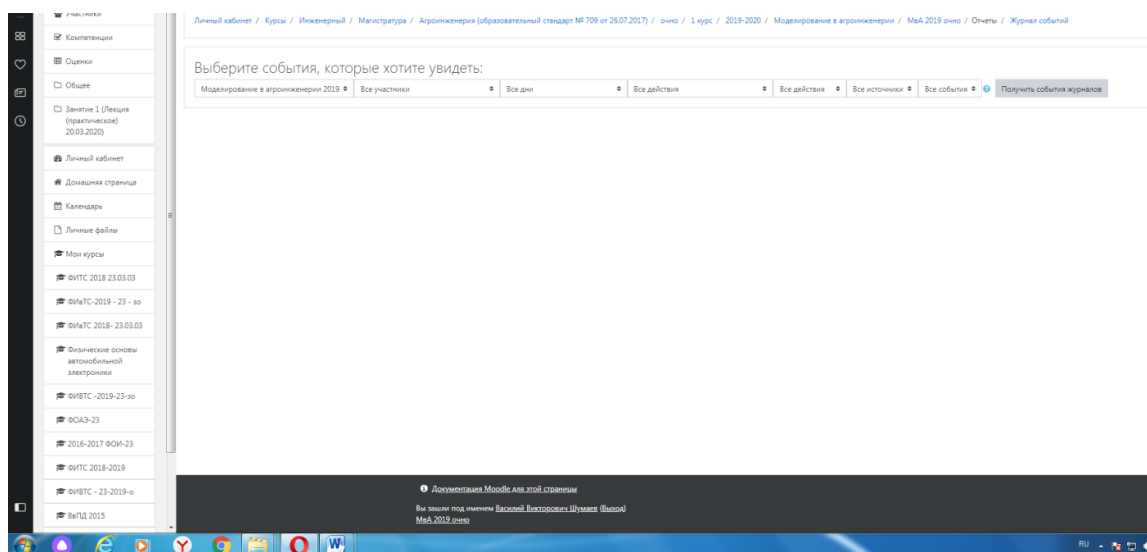 Участники
Личный кабинет / Курсы / Инженерный / Магистратура / Агроинженерия (образовательный стандарт № 709 от 26.07.2017) / очно / 1 курс / 2019-2020 / Моделирование в агроинженерии / МвА 2019 очно / Отчеты / Журнал событий
Компетенции
Оценки
Выберите события, которые хотите увидеть:
Общее
Моделирование в агроинженерии 2019 Все участники Все дни Все действия Все действия Все источники Все события Получить события журналов
Занятие 1 (Лекция
(практическое)
20.03.2020)
Личный кабинет
Домашняя страница
Календарь
Личные файлы
Мои курсы
ФИТС 2018 23.03.03
ФИвТС-2019 - 23 - зо
ФИвТС 2018- 23.03.03
Физические основы
автомобильной
электроники
ФИВТС -2019-23-зо
ФОАЭ-23
2016-2017 ФОИ-23
ФИТС 2018-2019
ФИВТС - 23-2019-о
ВвПД 2015
Документация Moodle для этой страницы
Вы зашли под именем Василий Викторович Шумаев (Выход)
МвА 2019 очно
RU